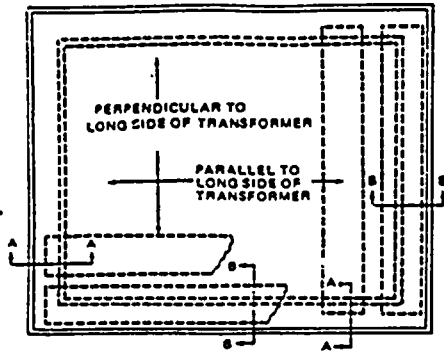 PERPENDICULAR TO
LONG SIDE OF TRANSFORMER
PARALLEL TO
LONG SIDE OF
TRANSFORMER
B B
A A
B
A
B
A